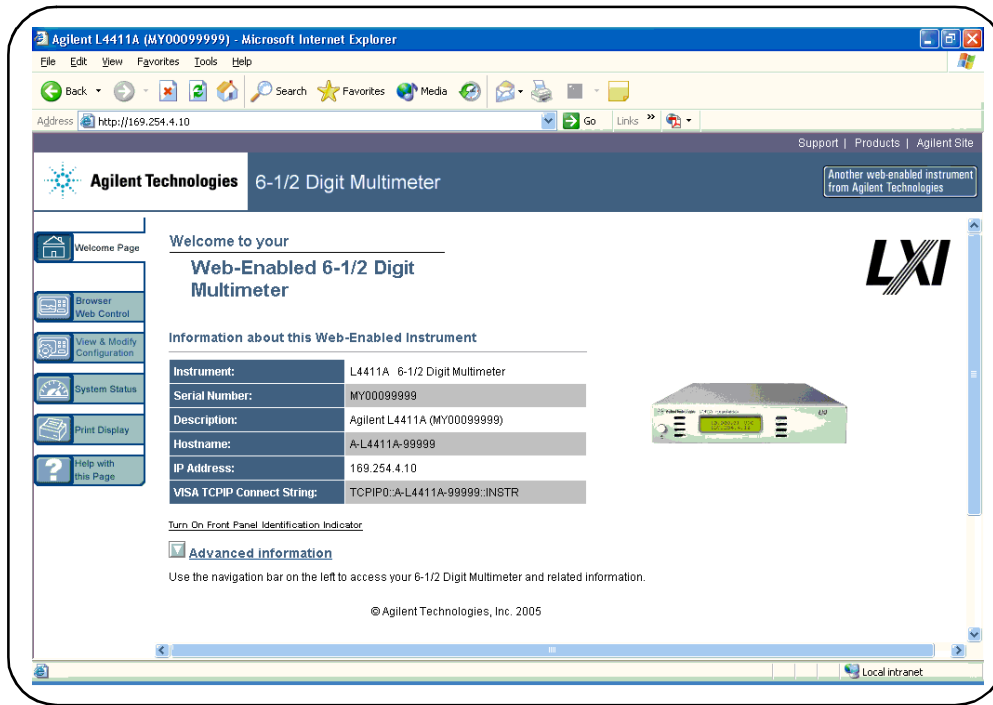 Agilent L4411A (MY00099999) - Microsoft Internet Explorer
File Edit View Favorites Tools Help
Back Search Favorites Media
Address http://169.254.4.10 Go Links »
Support | Products | Agilent Site
Agilent Technologies 6-1/2 Digit Multimeter
Another web-enabled instrument
from Agilent Technologies
Welcome Page
Browser
Web Control
View & Modify
Configuration
System Status
Print Display
Help with
this Page
Welcome to your
Web-Enabled 6-1/2 Digit
Multimeter
LXI
Information about this Web-Enabled Instrument
Instrument: L4411A 6-1/2 Digit Multimeter
Serial Number: MY00099999
Description: Agilent L4411A (MY00099999)
Hostname: A-L4411A-99999
IP Address: 169.254.4.10
VISA TCPIP Connect String: TCPIP0::A-L4411A-99999::INSTR
Turn On Front Panel Identification Indicator
Advanced information
Use the navigation bar on the left to access your 6-1/2 Digit Multimeter and related information.
© Agilent Technologies, Inc. 2005
Local intranet